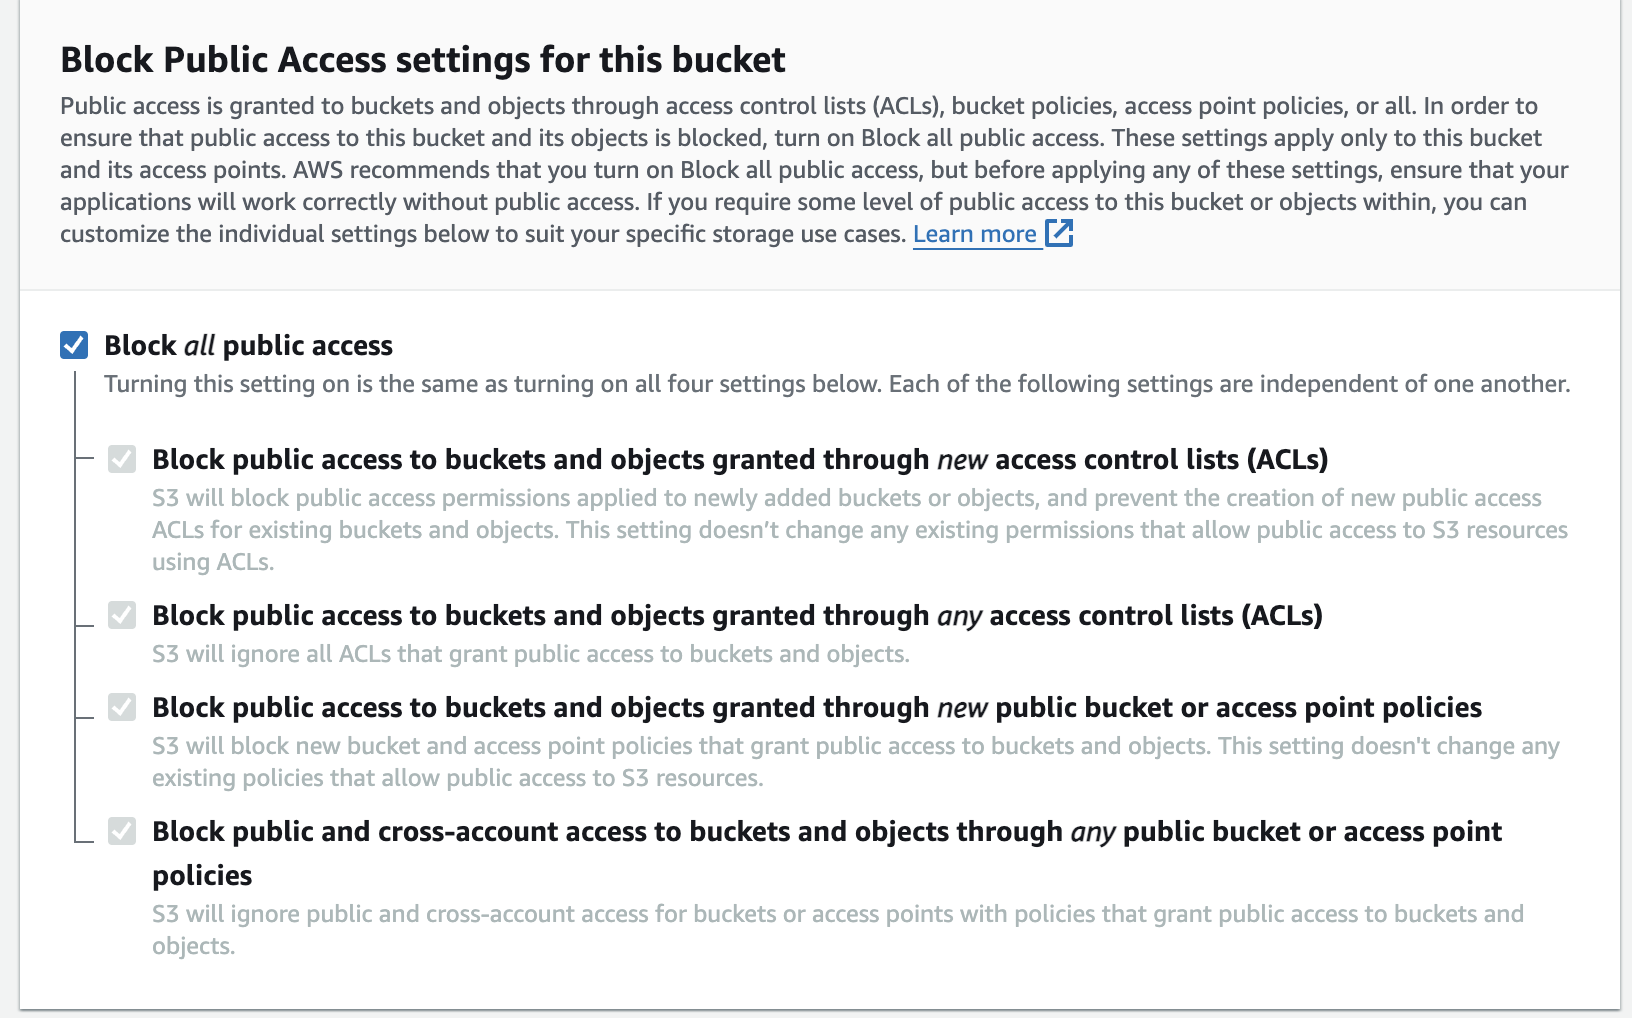 Block Public Access settings for this bucket
Public access is granted to buckets and objects through access control lists (ACLs), bucket policies, access point policies, or all. In order to
ensure that public access to this bucket and its objects is blocked, turn on Block all public access. These settings apply only to this bucket
and its access points. AWS recommends that you turn on Block all public access, but before applying any of these settings, ensure that your
applications will work correctly without public access. If you require some level of public access to this bucket or objects within, you can
customize the individual settings below to suit your specific storage use cases. Learn more
Block all public access
Turning this setting on is the same as turning on all four settings below. Each of the following settings are independent of one another.
Block public access to buckets and objects granted through new access control lists (ACLs)
S3 will block public access permissions applied to newly added buckets or objects, and prevent the creation of new public access
ACLs for existing buckets and objects. This setting doesn’t change any existing permissions that allow public access to S3 resources
using ACLs.
Block public access to buckets and objects granted through any access control lists (ACLs)
S3 will ignore all ACLs that grant public access to buckets and objects.
Block public access to buckets and objects granted through new public bucket or access point policies
S3 will block new bucket and access point policies that grant public access to buckets and objects. This setting doesn't change any
existing policies that allow public access to S3 resources.
Block public and cross-account access to buckets and objects through any public bucket or access point
policies
S3 will ignore public and cross-account access for buckets or access points with policies that grant public access to buckets and
objects.